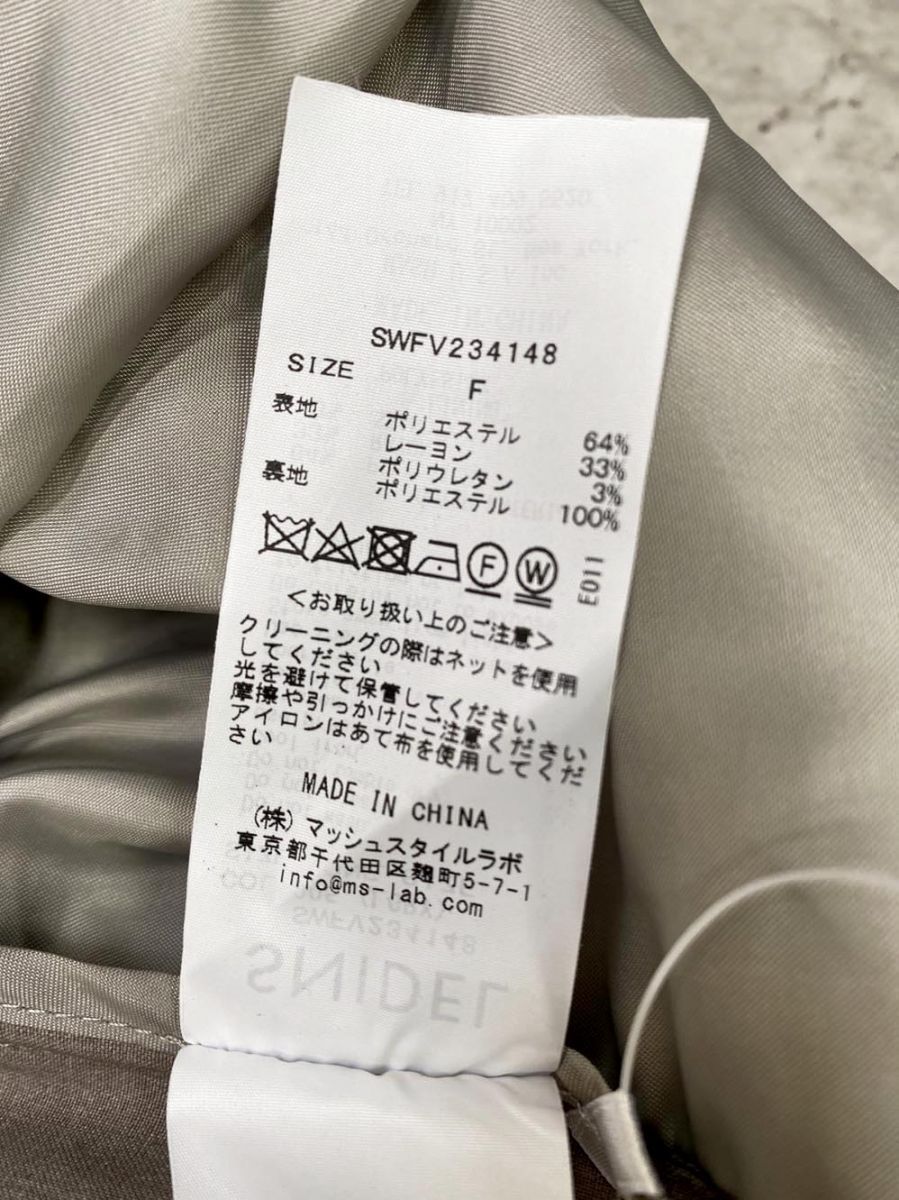 SWFV234148
SIZE F
表地 ポリエステル 64%
レーヨン 33%
ポリウレタン 3%
裏地 ポリエステル 100%
F W E011
<お取り扱い上のご注意>
クリーニングの際はネットを使用
してください
光を避けて保管してください
摩擦や引っかけにご注意ください
アイロンはあて布を使用してくだ
さい
MADE IN CHINA
(株)マッシュスタイルラボ
東京都千代田区麹町5-7-1
info@ms-lab.com
SWFV234148
SNIDEL